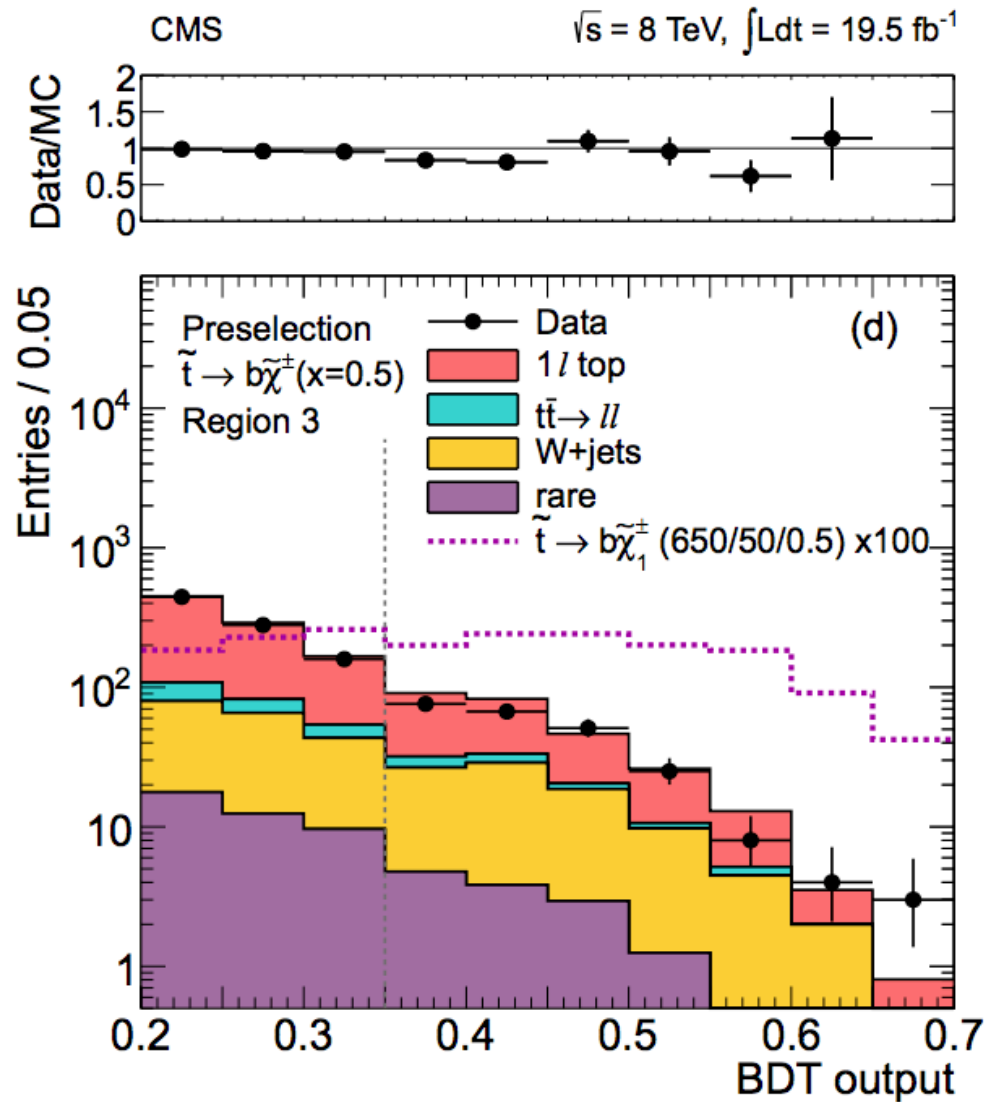 CMS √s = 8 TeV, ∫Ldt = 19.5 fb⁻¹
Data/MC
2
1.5
1
0.5
0
Entries / 0.05
Preselection
t̃ → bχ̃±(x=0.5)
Region 3
(d)
Data
1l top
tt̄→ ll
W+jets
rare
t̃ → bχ̃₁± (650/50/0.5) x100
10⁴
10³
10²
10
1
0.2 0.3 0.4 0.5 0.6 0.7
BDT output